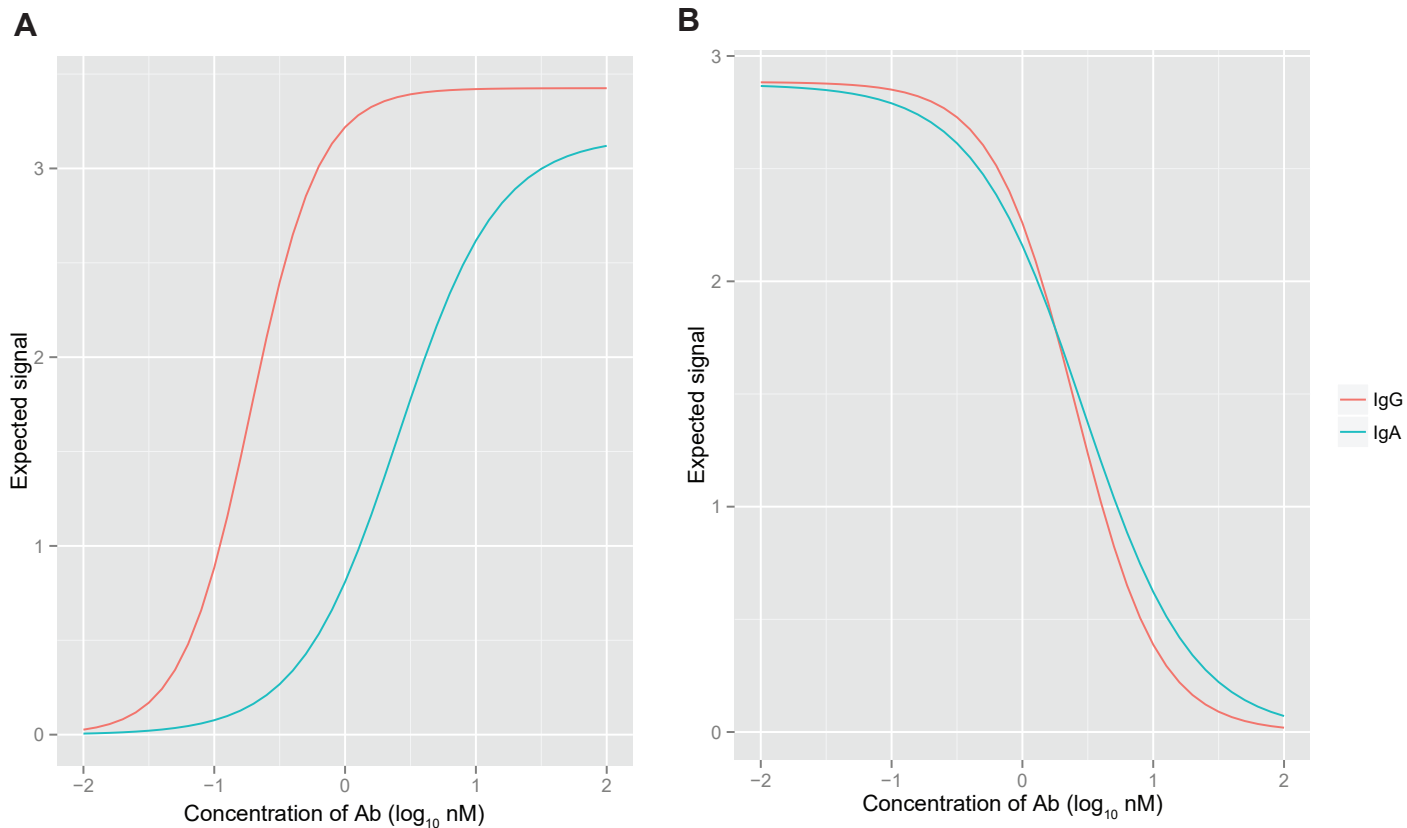 A
Expected signal
3
2
1
0
−2 −1 0 1 2
Concentration of Ab (log10 nM)
B
Expected signal
3
2
1
0
−2 −1 0 1 2
Concentration of Ab (log10 nM)
IgG
IgA